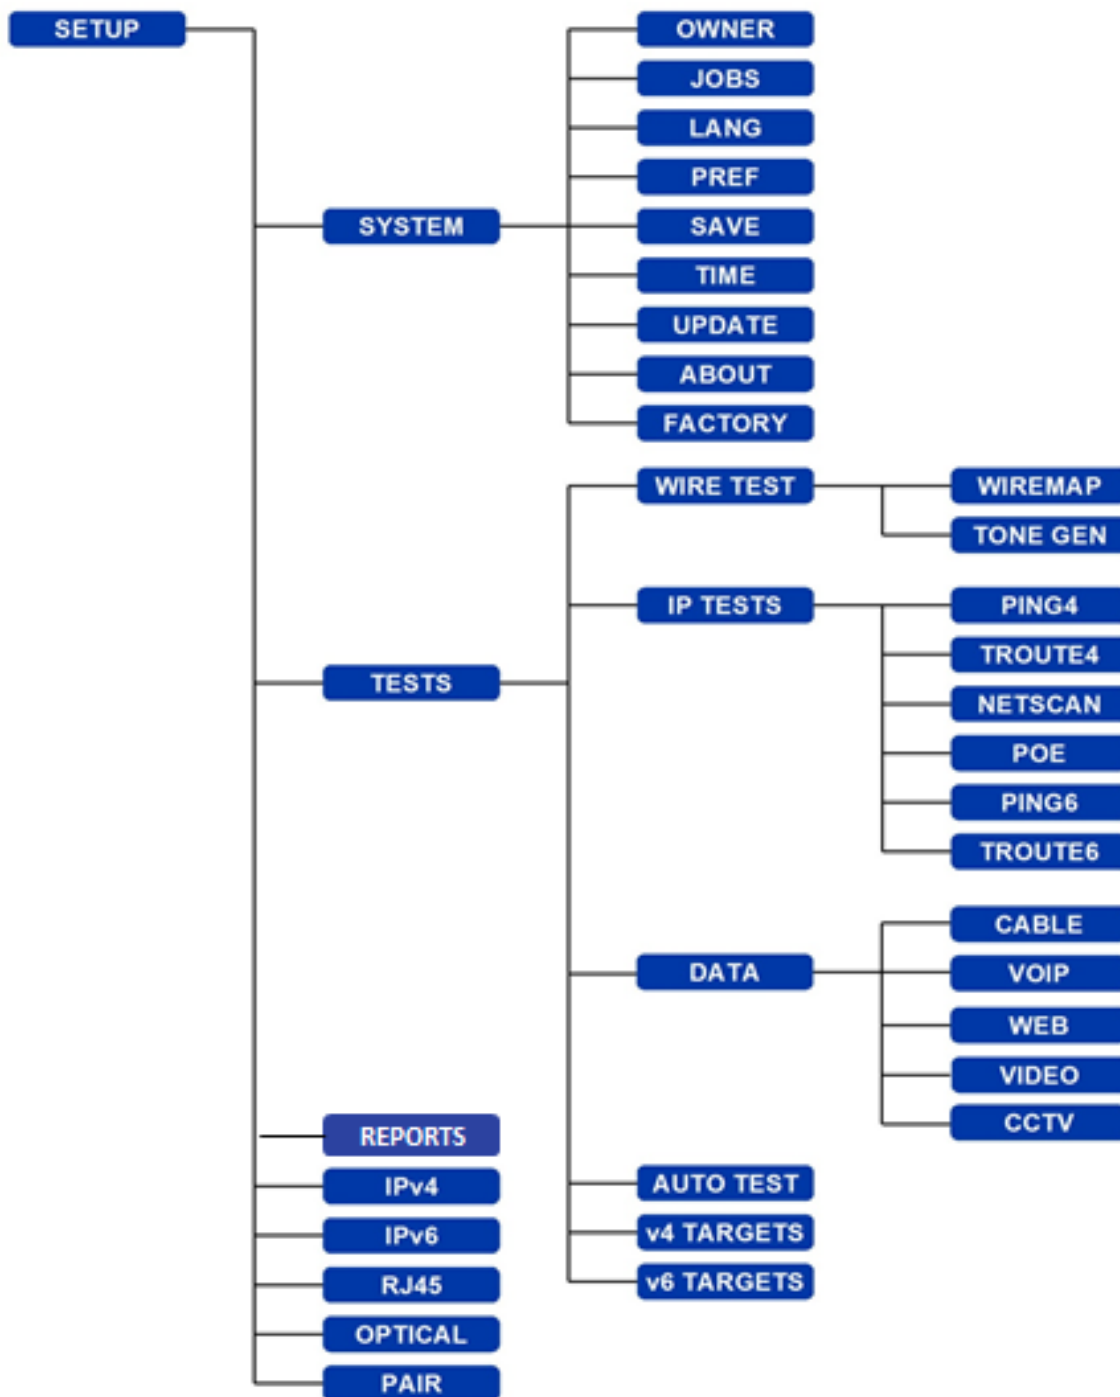 SETUP
SYSTEM
OWNER
JOBS
LANG
PREF
SAVE
TIME
UPDATE
ABOUT
FACTORY
TESTS
WIRE TEST
WIREMAP
TONE GEN
IP TESTS
PING4
TROUTE4
NETSCAN
POE
PING6
TROUTE6
DATA
CABLE
VOIP
WEB
VIDEO
CCTV
AUTO TEST
v4 TARGETS
v6 TARGETS
REPORTS
IPv4
IPv6
RJ45
OPTICAL
PAIR